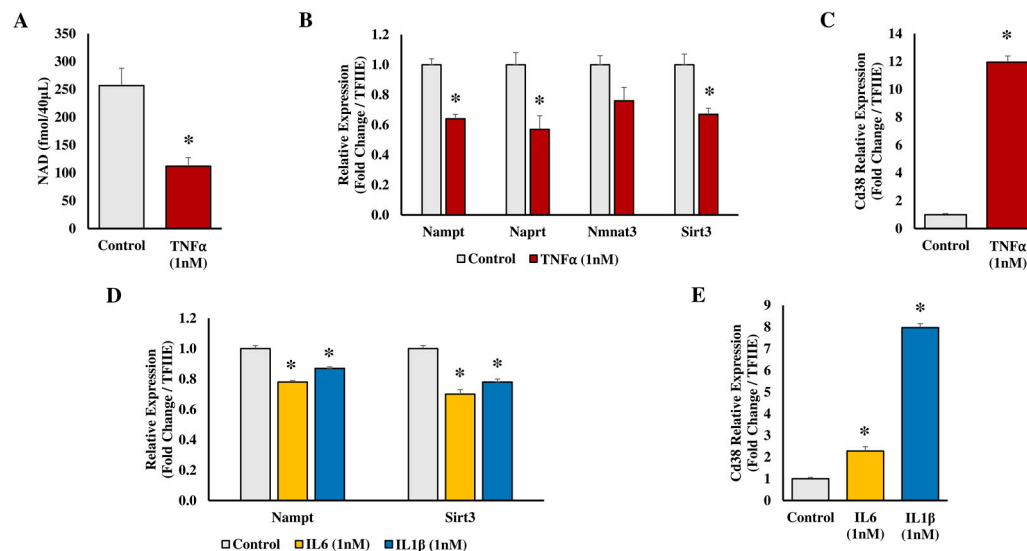 A
NAD (fmol/40µL)
350
300
250
200
150
100
50
0
*
Control
TNFα
(1nM)
B
Relative Expression
(Fold Change / TFIIE)
1.2
1.0
0.8
0.6
0.4
0.2
0.0
*
*
*
Nampt
Naprt
Nmnat3
Sirt3
Control
TNFα (1nM)
C
Cd38 Relative Expression
(Fold Change / TFIIE)
14
12
10
8
6
4
2
0
*
Control
TNFα
(1nM)
D
Relative Expression
(Fold Change / TFIIE)
1.2
1.0
0.8
0.6
0.4
0.2
0.0
*
*
*
*
Nampt
Sirt3
Control
IL6 (1nM)
IL1β (1nM)
E
Cd38 Relative Expression
(Fold Change / TFIIE)
9
8
7
6
5
4
3
2
1
0
*
*
Control
IL6
(1nM)
IL1β
(1nM)